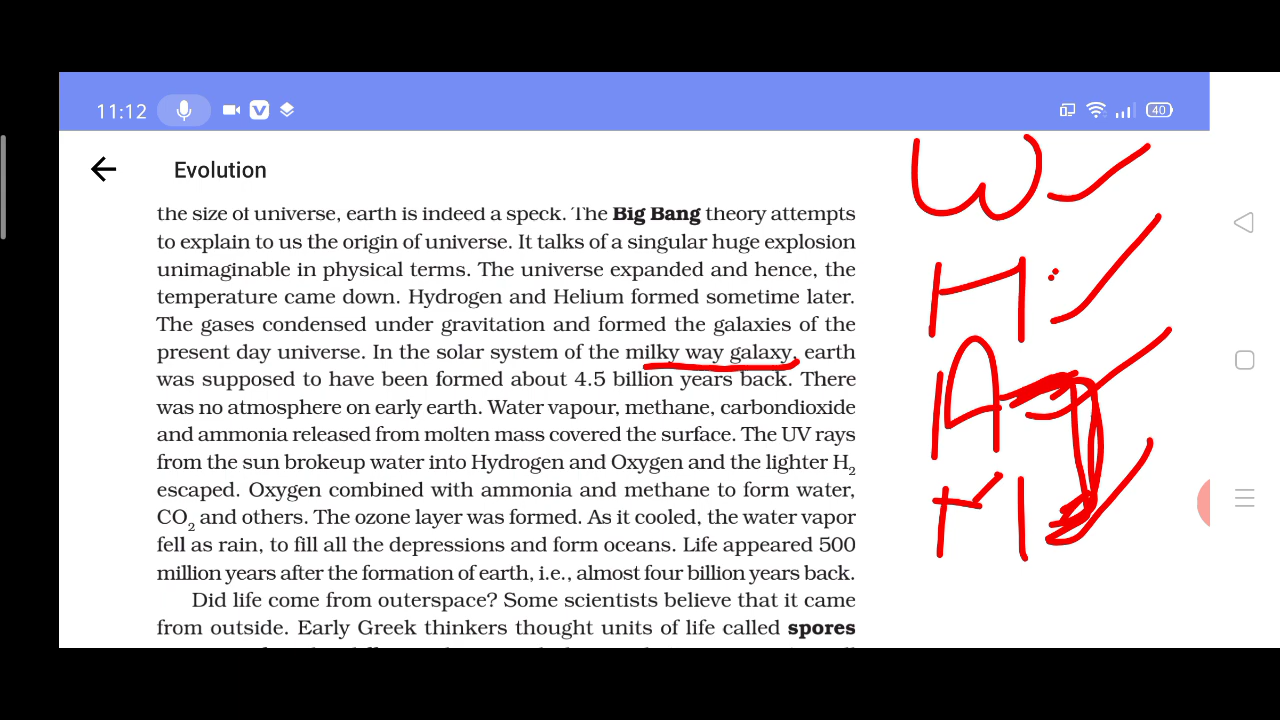 11:12
40
Evolution
the size of universe, earth is indeed a speck. The Big Bang theory attempts
to explain to us the origin of universe. It talks of a singular huge explosion
unimaginable in physical terms. The universe expanded and hence, the
temperature came down. Hydrogen and Helium formed sometime later.
The gases condensed under gravitation and formed the galaxies of the
present day universe. In the solar system of the milky way galaxy, earth
was supposed to have been formed about 4.5 billion years back. There
was no atmosphere on early earth. Water vapour, methane, carbondioxide
and ammonia released from molten mass covered the surface. The UV rays
from the sun brokeup water into Hydrogen and Oxygen and the lighter H₂
escaped. Oxygen combined with ammonia and methane to form water,
CO₂ and others. The ozone layer was formed. As it cooled, the water vapor
fell as rain, to fill all the depressions and form oceans. Life appeared 500
million years after the formation of earth, i.e., almost four billion years back.
Did life come from outerspace? Some scientists believe that it came
from outside. Early Greek thinkers thought units of life called spores
W
H
A
M